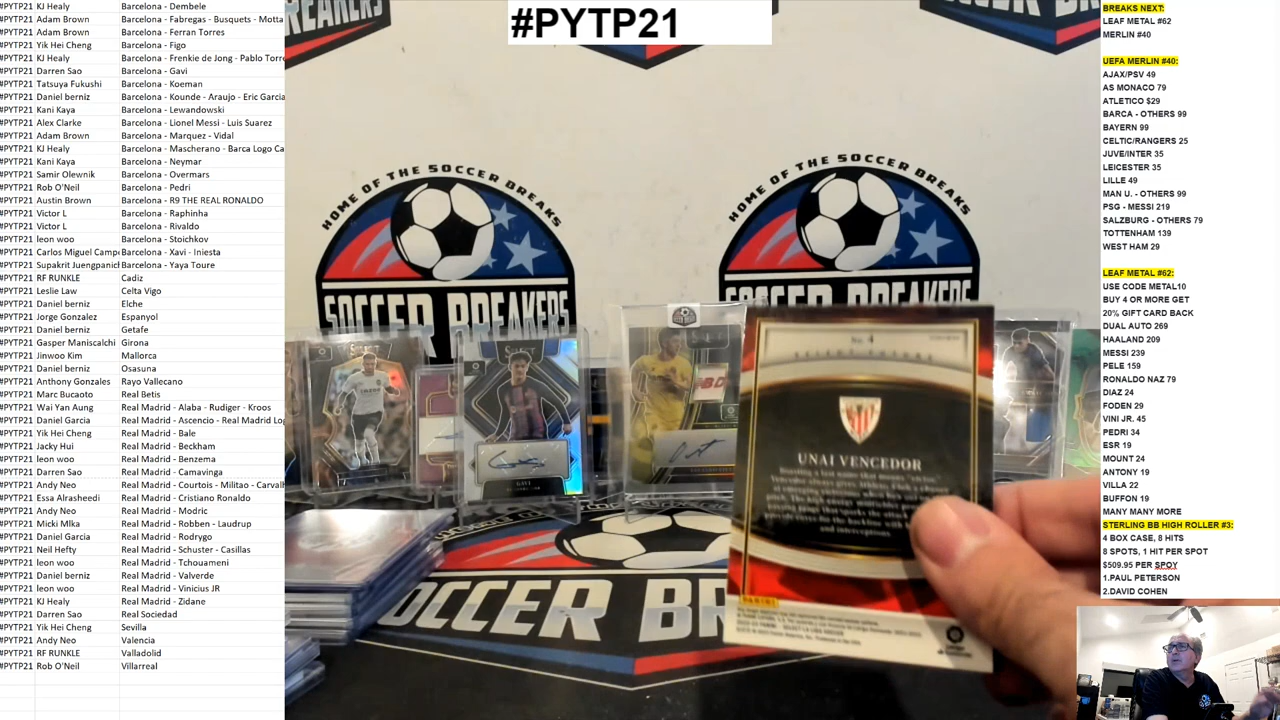 #PYTP21
#PYTP21 KJ Healy Barcelona - Dembele
#PYTP21 Adam Brown Barcelona - Fabregas - Busquets - Motta
#PYTP21 Adam Brown Barcelona - Ferran Torres
#PYTP21 Yik Hei Cheng Barcelona - Figo
#PYTP21 KJ Healy Barcelona - Frenkie de Jong - Pablo Torr
#PYTP21 Darren Sao Barcelona - Gavi
#PYTP21 Tatsuya Fukushi Barcelona - Koeman
#PYTP21 Daniel berniz Barcelona - Kounde - Araujo - Eric Garcia
#PYTP21 Kani Kaya Barcelona - Lewandowski
#PYTP21 Alex Clarke Barcelona - Lionel Messi - Luis Suarez
#PYTP21 Adam Brown Barcelona - Marquez - Vidal
#PYTP21 KJ Healy Barcelona - Mascherano - Barca Logo Ca
#PYTP21 Kani Kaya Barcelona - Neymar
#PYTP21 Samir Olewnik Barcelona - Overmars
#PYTP21 Rob O'Neil Barcelona - Pedri
#PYTP21 Austin Brown Barcelona - R9 THE REAL RONALDO
#PYTP21 Victor L Barcelona - Raphinha
#PYTP21 Victor L Barcelona - Rivaldo
#PYTP21 leon woo Barcelona - Stoichkov
#PYTP21 Carlos Miguel Camp Barcelona - Xavi - Iniesta
#PYTP21 Supakrit Juengpanich Barcelona - Yaya Toure
#PYTP21 RF RUNKLE Cadiz
#PYTP21 Leslie Law Celta Vigo
#PYTP21 Daniel berniz Elche
#PYTP21 Jorge Gonzalez Espanyol
#PYTP21 Daniel berniz Getafe
#PYTP21 Gasper Maniscalchi Girona
#PYTP21 Jinwoo Kim Mallorca
#PYTP21 Daniel berniz Osasuna
#PYTP21 Anthony Gonzales Rayo Vallecano
#PYTP21 Marc Bucaoto Real Betis
#PYTP21 Wai Yan Aung Real Madrid - Alaba - Rudiger - Kroos
#PYTP21 Daniel Garcia Real Madrid - Ascencio - Real Madrid Log
#PYTP21 Yik Hei Cheng Real Madrid - Bale
#PYTP21 Jacky Hui Real Madrid - Beckham
#PYTP21 leon woo Real Madrid - Benzema
#PYTP21 Darren Sao Real Madrid - Camavinga
#PYTP21 Andy Neo Real Madrid - Courtois - Militao - Carval
#PYTP21 Essa Alrasheedi Real Madrid - Cristiano Ronaldo
#PYTP21 Andy Neo Real Madrid - Modric
#PYTP21 Micki Mlka Real Madrid - Robben - Laudrup
#PYTP21 Daniel Garcia Real Madrid - Rodrygo
#PYTP21 Neil Hefty Real Madrid - Schuster - Casillas
#PYTP21 leon woo Real Madrid - Tchouameni
#PYTP21 Daniel berniz Real Madrid - Valverde
#PYTP21 leon woo Real Madrid - Vinicius JR
#PYTP21 KJ Healy Real Madrid - Zidane
#PYTP21 Darren Sao Real Sociedad
#PYTP21 Yik Hei Cheng Sevilla
#PYTP21 Andy Neo Valencia
#PYTP21 RF RUNKLE Valladolid
#PYTP21 Rob O'Neil Villarreal
HOME OF THE SOCCER BREAKS
SOCCER BREAKERS
HOME OF THE SOCCER BREAKS
SOCCER BREAKERS
SELECT
GAVI
No. 4
UNAI VENCEDOR
and interceptions
PANINI
SOCCER BR
BREAKS NEXT:
LEAF METAL #62
MERLIN #40
UEFA MERLIN #40:
AJAX/PSV 49
AS MONACO 79
ATLETICO $29
BARCA - OTHERS 99
BAYERN 99
CELTIC/RANGERS 25
JUVE/INTER 35
LEICESTER 35
LILLE 49
MAN U. - OTHERS 99
PSG - MESSI 219
SALZBURG - OTHERS 79
TOTTENHAM 139
WEST HAM 29
LEAF METAL #62:
USE CODE METAL10
BUY 4 OR MORE GET
20% GIFT CARD BACK
DUAL AUTO 269
HAALAND 209
MESSI 239
PELE 159
RONALDO NAZ 79
DIAZ 24
FODEN 29
VINI JR. 45
PEDRI 34
ESR 19
MOUNT 24
ANTONY 19
VILLA 22
BUFFON 19
MANY MANY MORE
STERLING BB HIGH ROLLER #3:
4 BOX CASE, 8 HITS
8 SPOTS, 1 HIT PER SPOT
$509.95 PER SPOY
1.PAUL PETERSON
2.DAVID COHEN